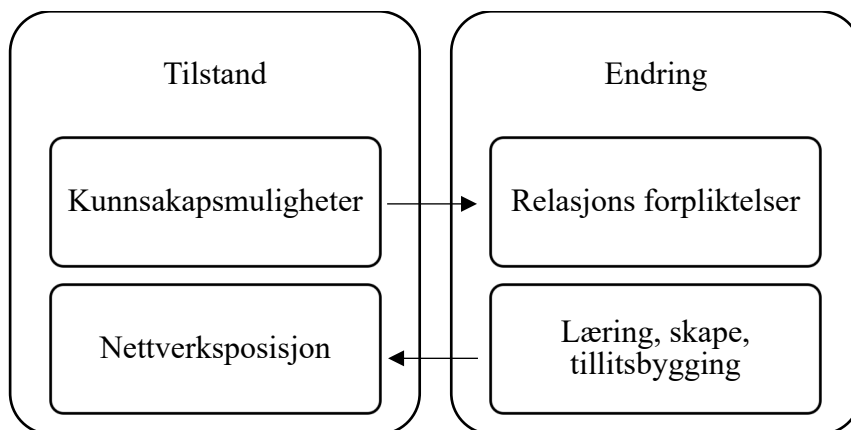 Tilstand
Kunnsakapsmuligheter
Nettverksposisjon
Endring
Relasjons forpliktelser
Læring, skape,
tillitsbygging